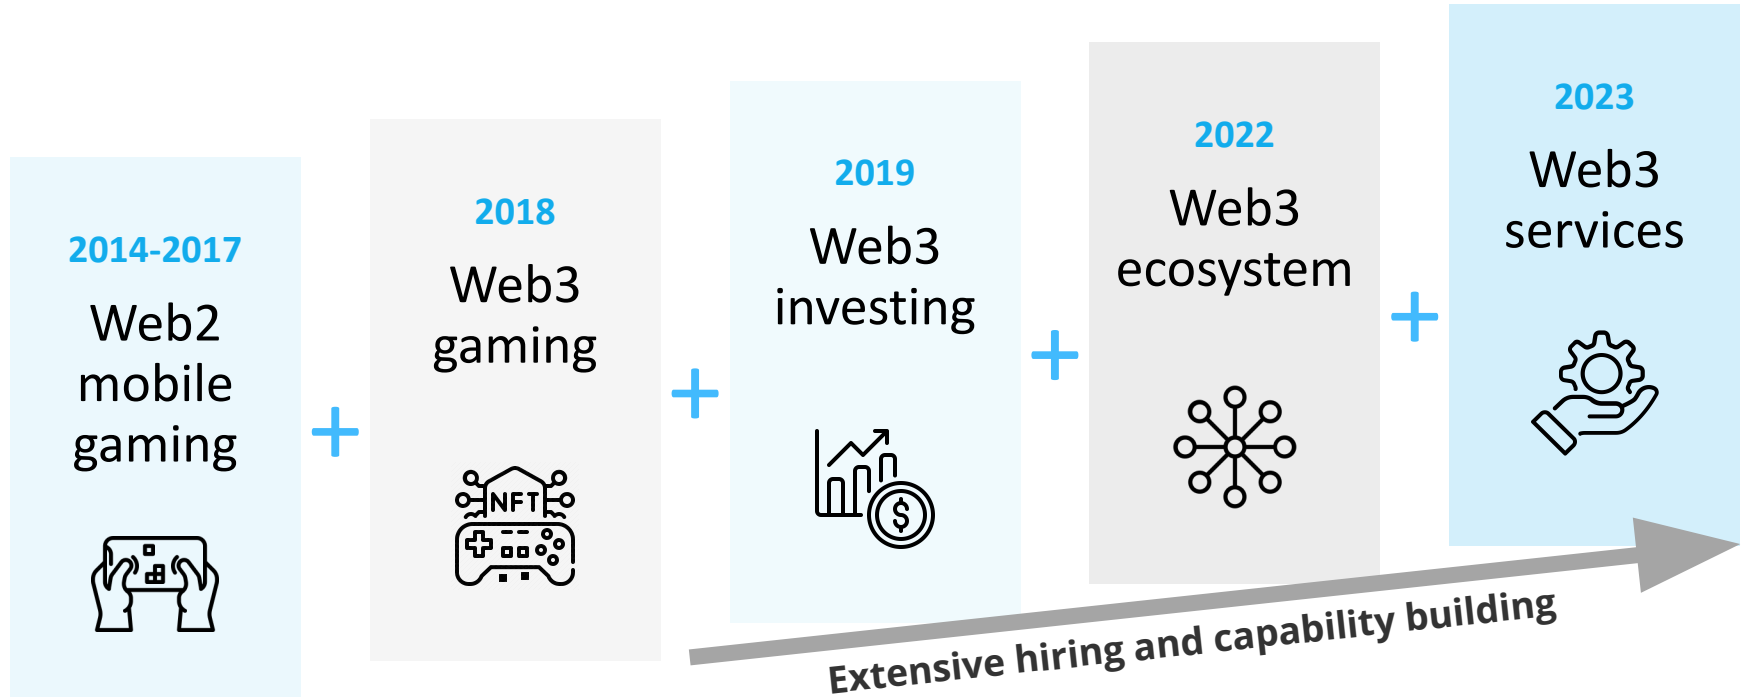 2014-2017
Web2
mobile
gaming
+
2018
Web3
gaming
NFT
+
2019
Web3
investing
$
+
2022
Web3
ecosystem
+
2023
Web3
services
Extensive hiring and capability building